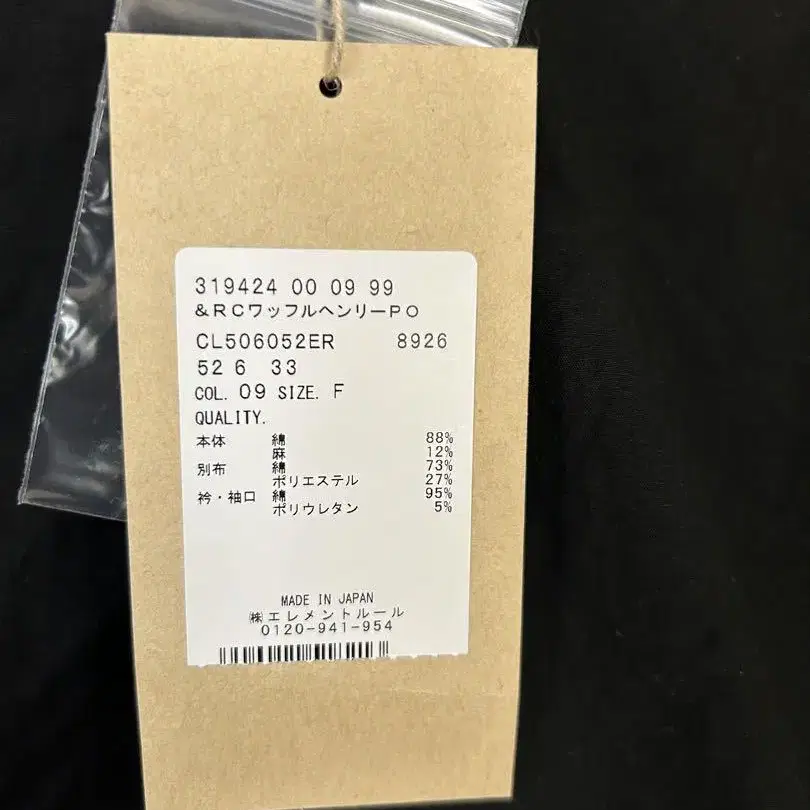 319424 00 09 99
&RCワッフルヘンリーPO
CL506052ER 8926
52 6 33
COL. 09 SIZE. F
QUALITY.
本体 綿 88%
麻 12%
別布 綿 73%
ポリエステル 27%
衿・袖口 綿 95%
ポリウレタン 5%
MADE IN JAPAN
㈱エレメントルール
0120-941-954